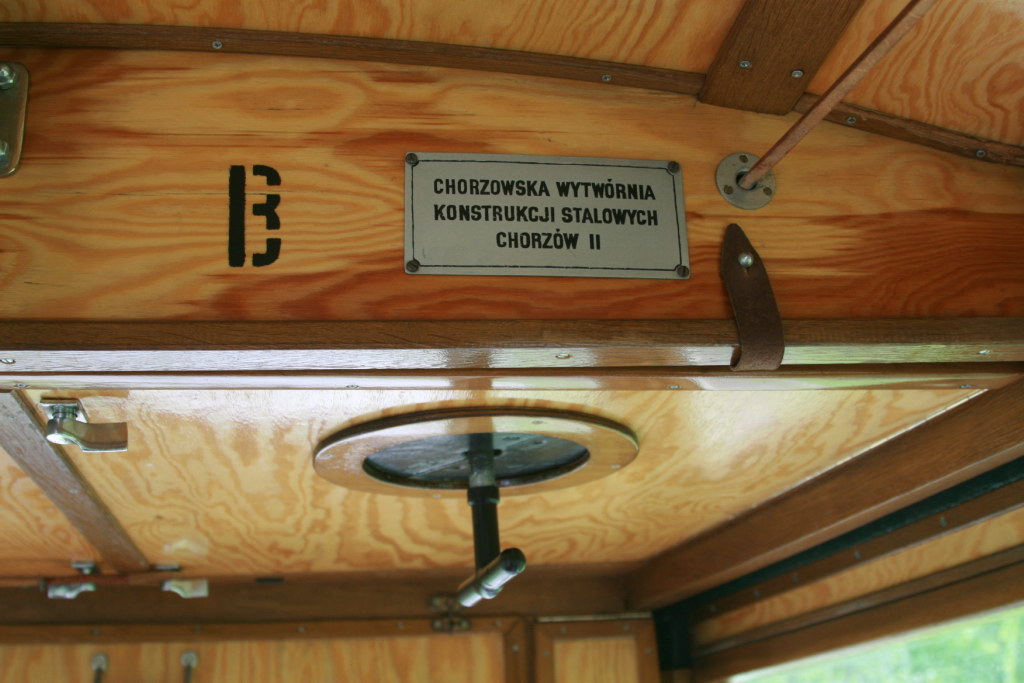 B
CHORZOWSKA WYTWÓRNIA
KONSTRUKCJI STALOWYCH
CHORZÓW II